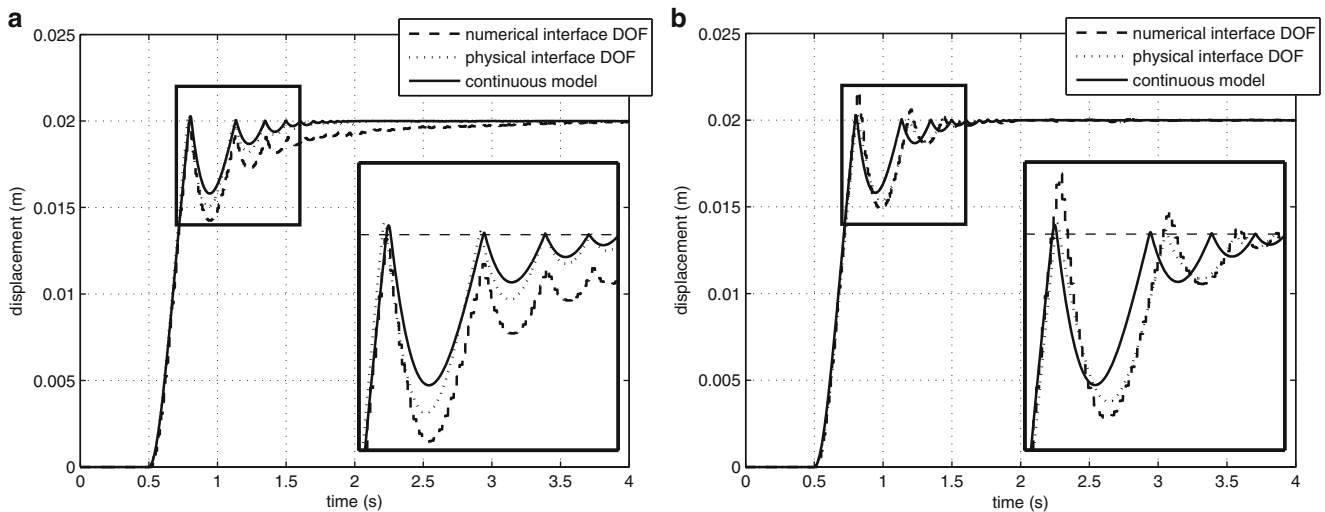 a
0.025
0.02
0.015
0.01
0.005
0
displacement (m)
numerical interface DOF
physical interface DOF
continuous model
0 0.5 1 1.5 2 2.5 3 3.5 4
time (s)
b
0.025
0.02
0.015
0.01
0.005
0
displacement (m)
numerical interface DOF
physical interface DOF
continuous model
0 0.5 1 1.5 2 2.5 3 3.5 4
time (s)